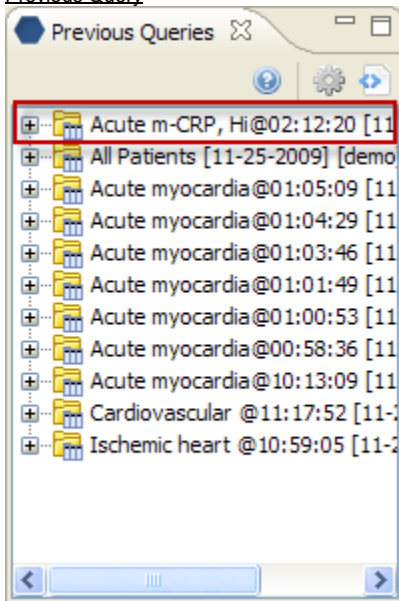 Previous Query
Previous Queries
Acute m-CRP, Hi@02:12:20 [11
All Patients [11-25-2009] [demo
Acute myocardia@01:05:09 [11
Acute myocardia@01:04:29 [11
Acute myocardia@01:03:46 [11
Acute myocardia@01:01:49 [11
Acute myocardia@01:00:53 [11
Acute myocardia@00:58:36 [11
Acute myocardia@10:13:09 [11
Cardiovascular @11:17:52 [11-
Ischemic heart @10:59:05 [11-2